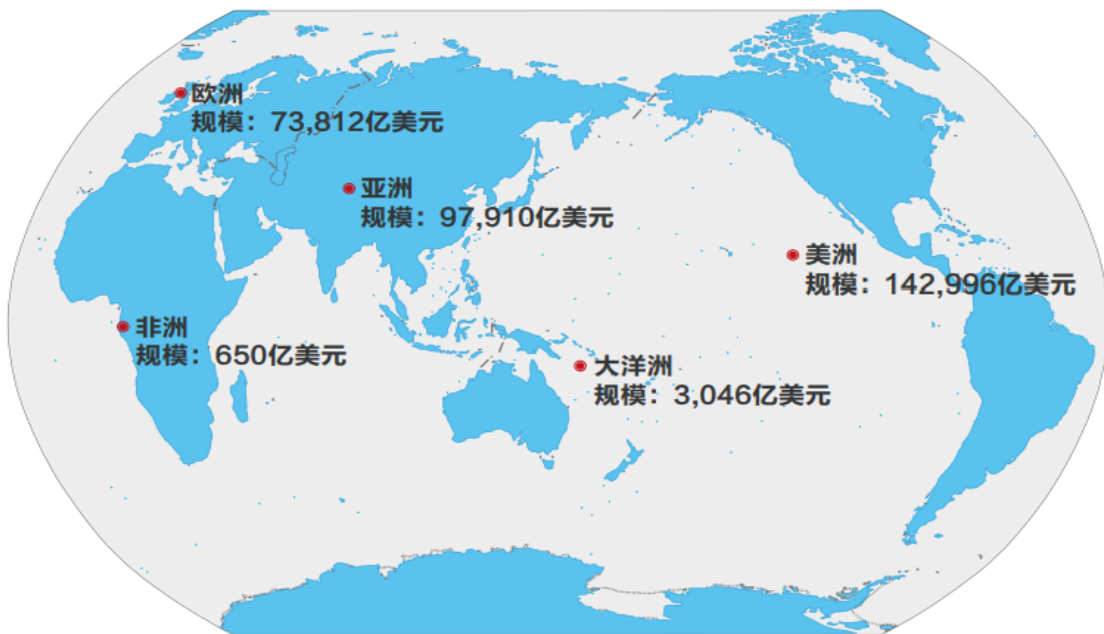 欧洲
规模：73,812亿美元
亚洲
规模：97,910亿美元
美洲
规模：142,996亿美元
非洲
规模：650亿美元
大洋洲
规模：3,046亿美元